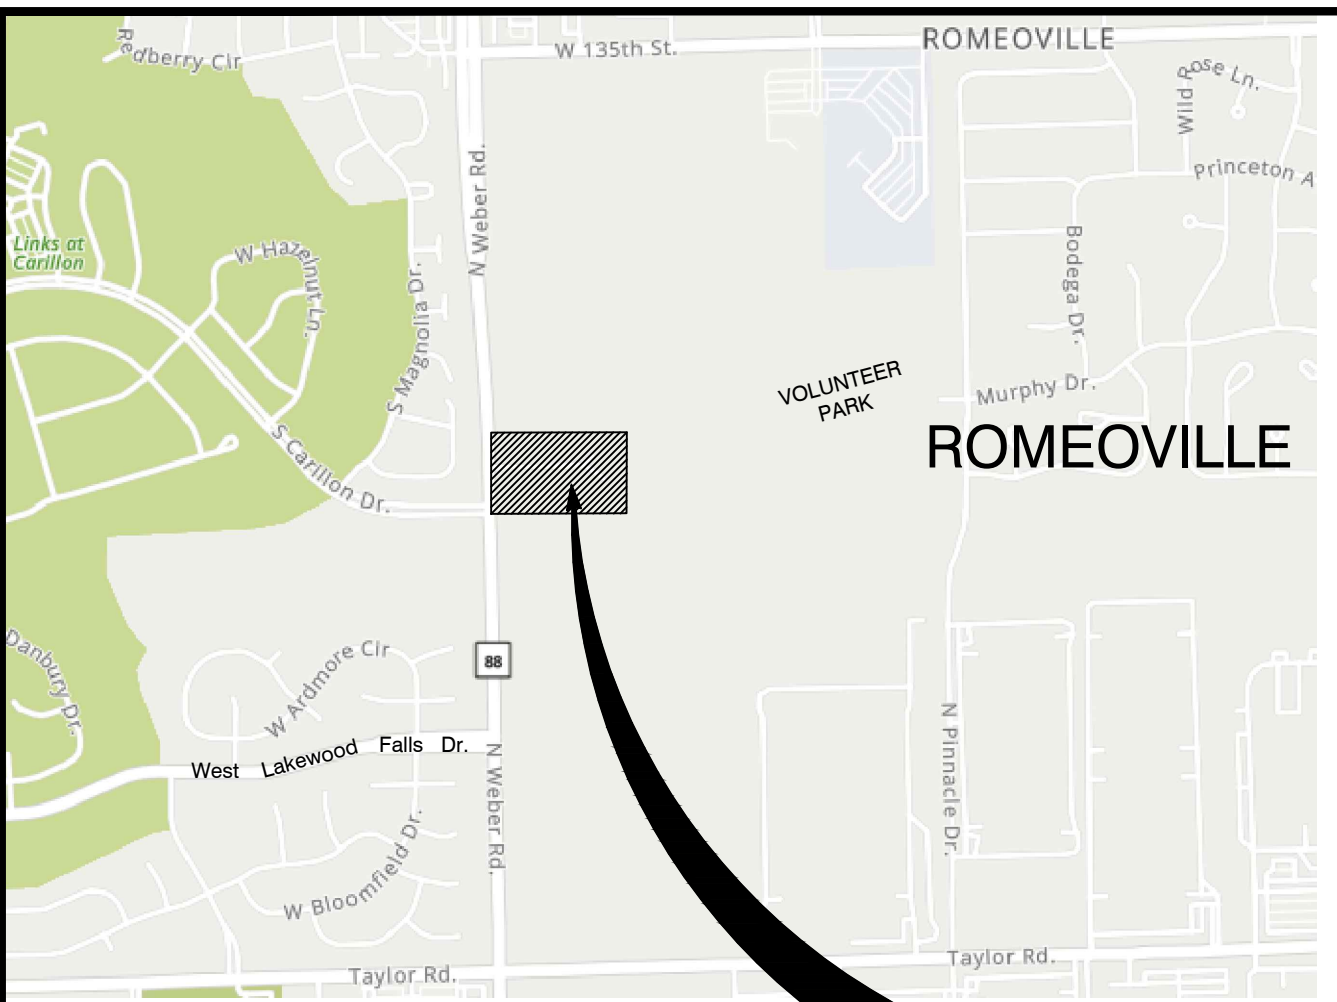 Redberry Cir
W 135th St.
ROMEOVILLE
Wild Rose Ln.
N Weber Rd.
Princeton A
Links at
Carillon
W Hazelnut Ln.
S Magnolia Dr.
Bodega Dr.
VOLUNTEER
PARK
Murphy Dr.
ROMEOVILLE
S Carillon Dr.
88
Danbury Dr.
W Ardmore Cir
West Lakewood Falls Dr.
N Weber Rd.
N Pinnacle Dr.
W Bloomfield Dr.
Taylor Rd.
Taylor Rd.